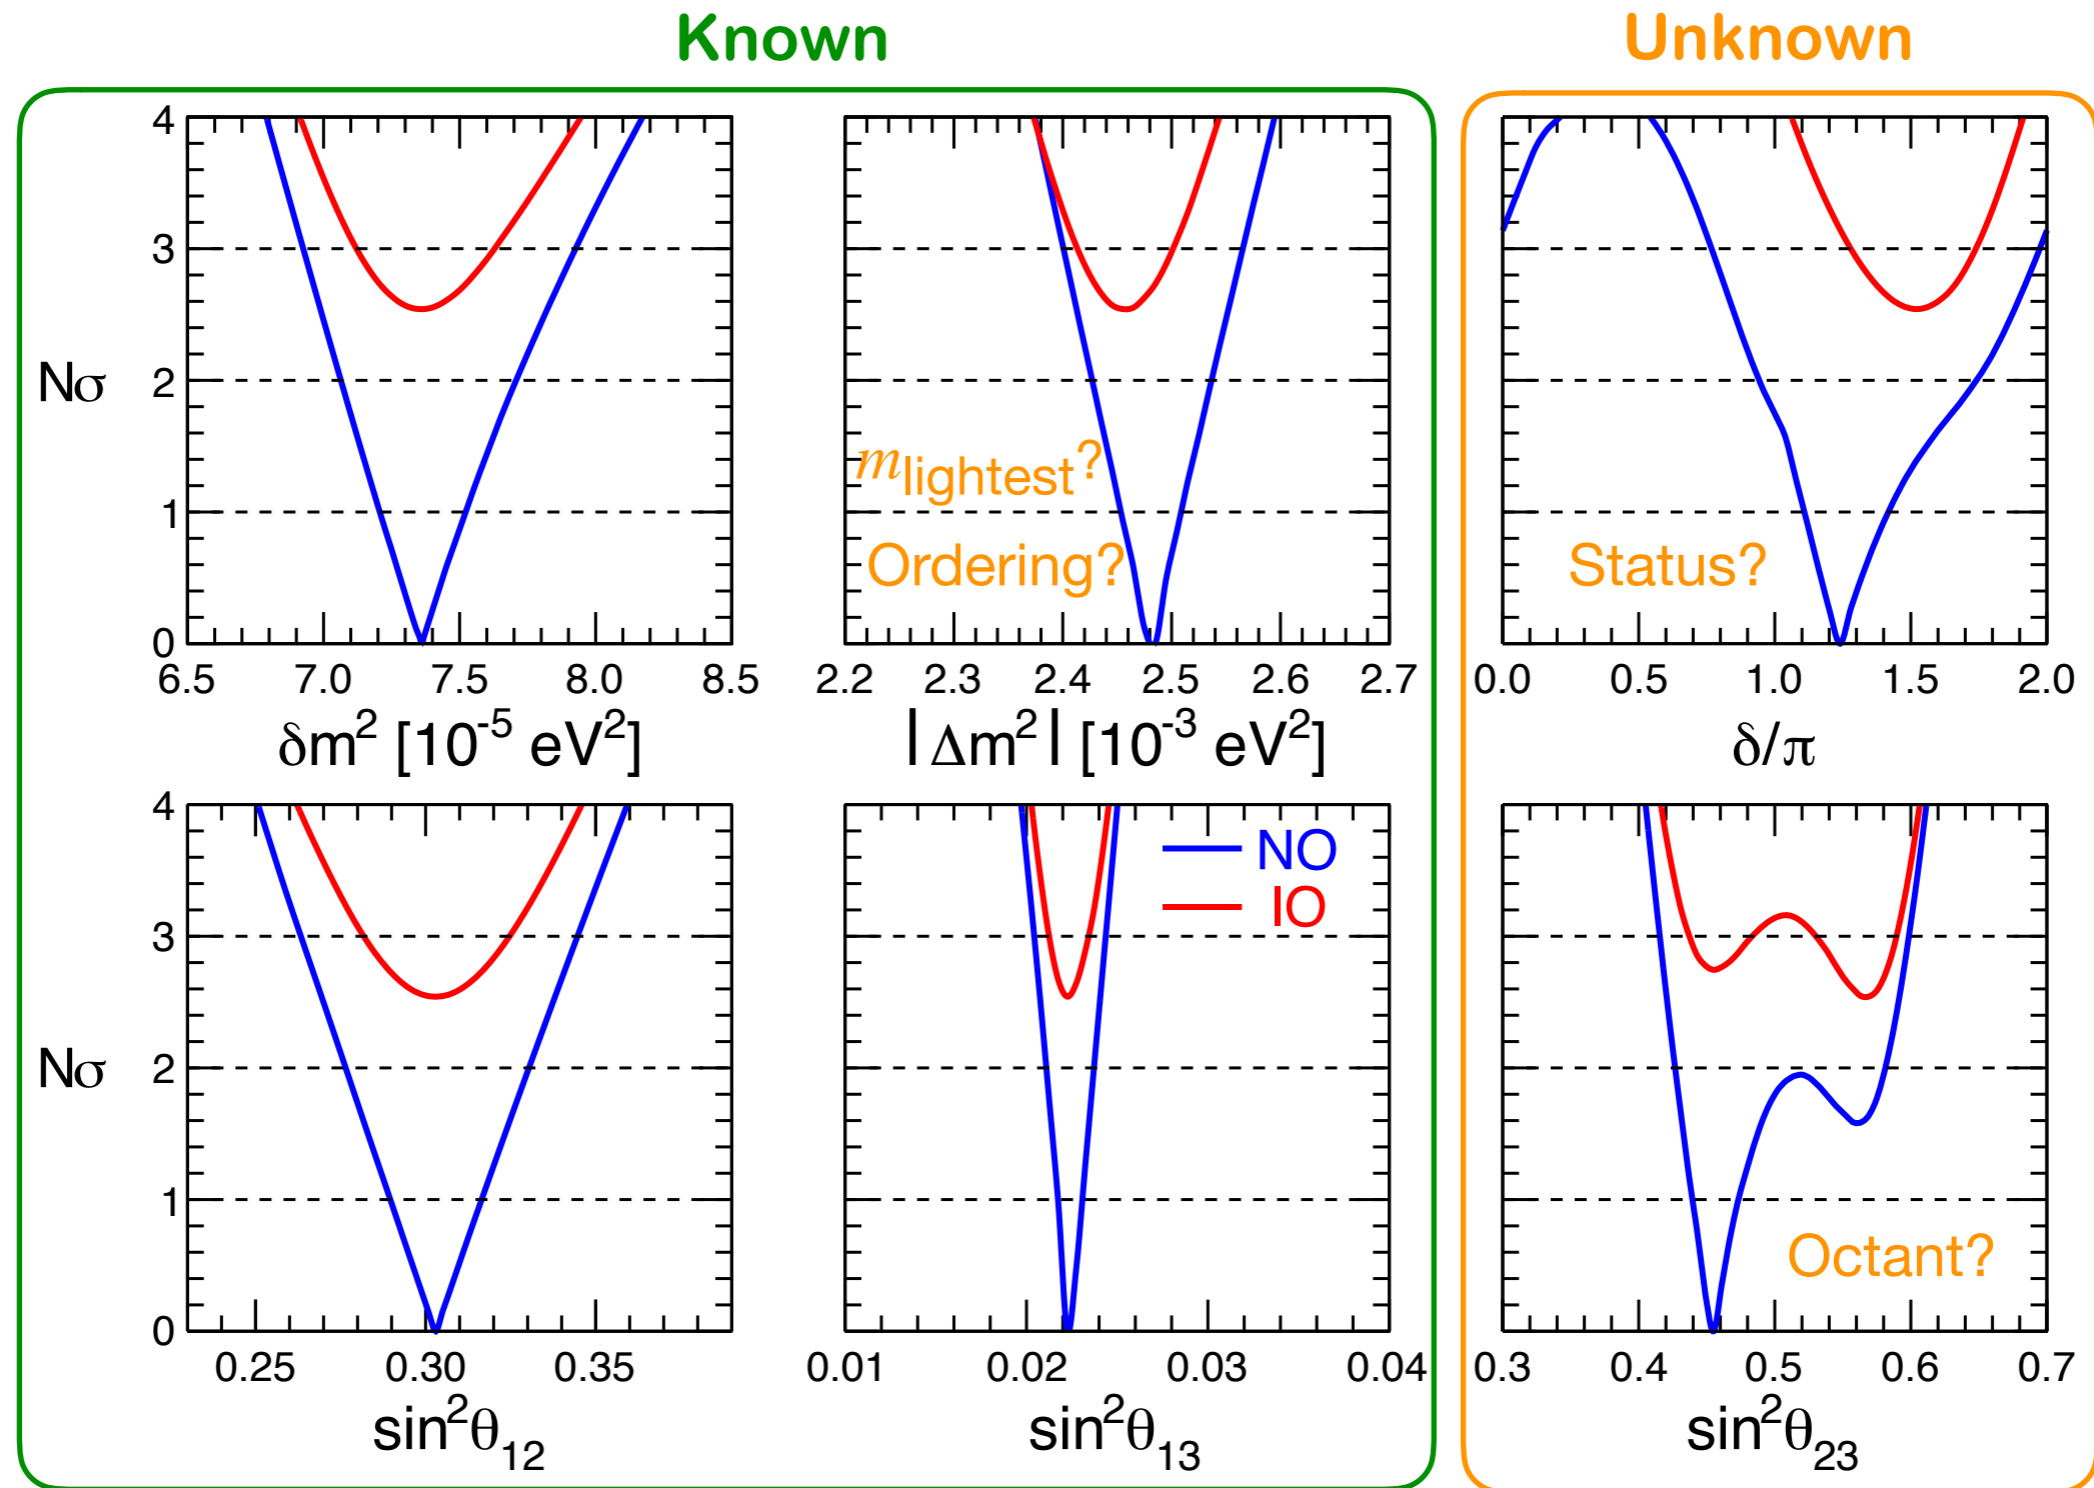 Known
Unknown
4
3
2
1
0
Nσ
6.5 7.0 7.5 8.0 8.5
δm² [10⁻⁵ eV²]
mlightest?
Ordering?
2.2 2.3 2.4 2.5 2.6 2.7
|Δm²| [10⁻³ eV²]
Status?
0.0 0.5 1.0 1.5 2.0
δ/π
4
3
2
1
0
Nσ
0.25 0.30 0.35
sin²θ₁₂
NO
IO
0.01 0.02 0.03 0.04
sin²θ₁₃
Octant?
0.3 0.4 0.5 0.6 0.7
sin²θ₂₃